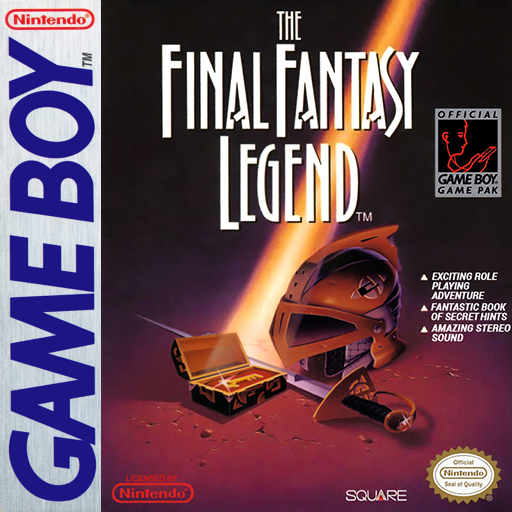 Nintendo
GAME BOY
TM
THE
FINAL FANTASY
LEGEND
TM
OFFICIAL
GAME BOY
GAME PAK
▲ EXCITING ROLE
PLAYING
ADVENTURE
▲ FANTASTIC BOOK
OF SECRET HINTS
▲ AMAZING STEREO
SOUND
LICENSED BY
Nintendo
SQUARE
Official
Nintendo
Seal of Quality